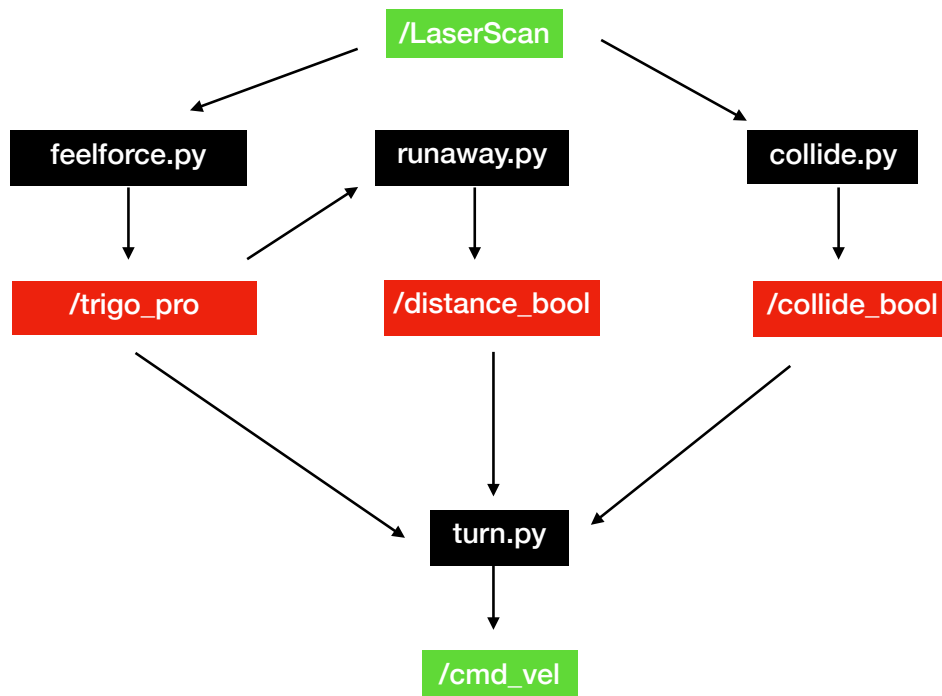 /LaserScan
feelforce.py
runaway.py
collide.py
/trigo_pro
/distance_bool
/collide_bool
turn.py
/cmd_vel